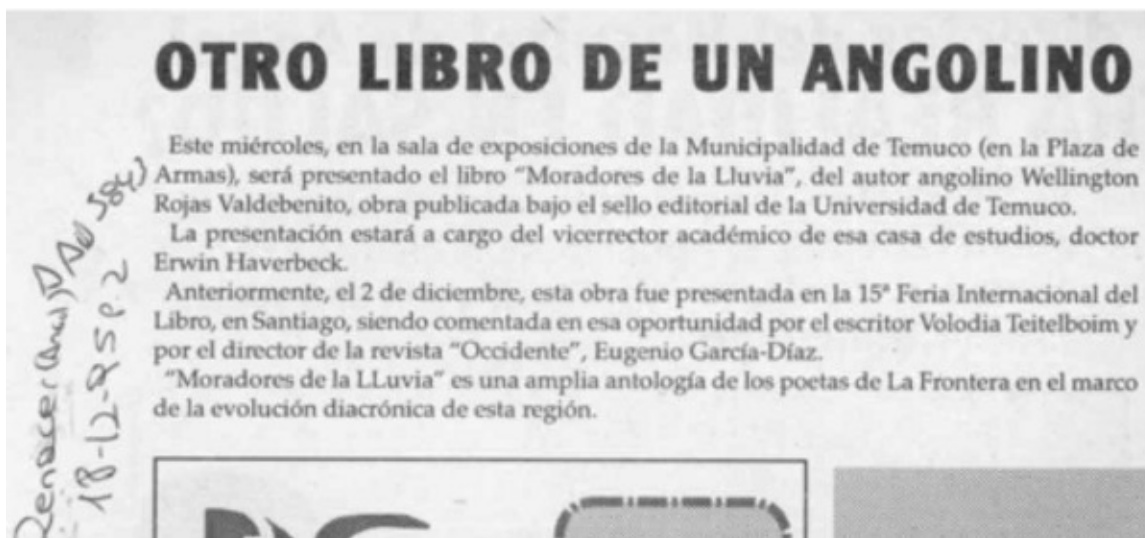 OTRO LIBRO DE UN ANGOLINO
Este miércoles, en la sala de exposiciones de la Municipalidad de Temuco (en la Plaza de
Armas), será presentado el libro "Moradores de la Lluvia", del autor angolino Wellington
Rojas Valdebenito, obra publicada bajo el sello editorial de la Universidad de Temuco.
La presentación estará a cargo del vicerrector académico de esa casa de estudios, doctor
Erwin Haverbeck.
Anteriormente, el 2 de diciembre, esta obra fue presentada en la 15ª Feria Internacional del
Libro, en Santiago, siendo comentada en esa oportunidad por el escritor Volodia Teitelboim y
por el director de la revista "Occidente", Eugenio García-Díaz.
"Moradores de la LLuvia" es una amplia antología de los poetas de La Frontera en el marco
de la evolución diacrónica de esta región.
Renacer
18-12-95 p. 2